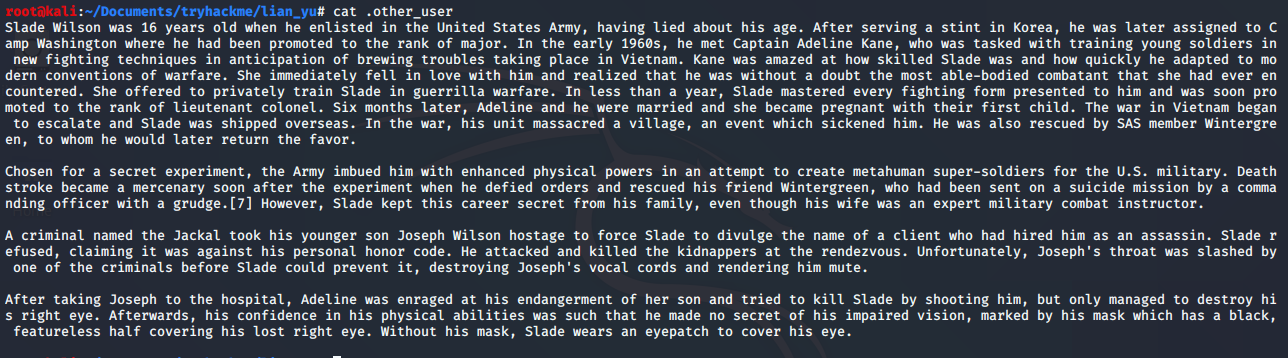 root@kali:~/Documents/tryhackme/lian_yu# cat .other_user
Slade Wilson was 16 years old when he enlisted in the United States Army, having lied about his age. After serving a stint in Korea, he was later assigned to C
amp Washington where he had been promoted to the rank of major. In the early 1960s, he met Captain Adeline Kane, who was tasked with training young soldiers in
 new fighting techniques in anticipation of brewing troubles taking place in Vietnam. Kane was amazed at how skilled Slade was and how quickly he adapted to mo
dern conventions of warfare. She immediately fell in love with him and realized that he was without a doubt the most able-bodied combatant that she had ever en
countered. She offered to privately train Slade in guerrilla warfare. In less than a year, Slade mastered every fighting form presented to him and was soon pro
moted to the rank of lieutenant colonel. Six months later, Adeline and he were married and she became pregnant with their first child. The war in Vietnam began
 to escalate and Slade was shipped overseas. In the war, his unit massacred a village, an event which sickened him. He was also rescued by SAS member Wintergre
en, to whom he would later return the favor.

Chosen for a secret experiment, the Army imbued him with enhanced physical powers in an attempt to create metahuman super-soldiers for the U.S. military. Death
stroke became a mercenary soon after the experiment when he defied orders and rescued his friend Wintergreen, who had been sent on a suicide mission by a comma
nding officer with a grudge.[7] However, Slade kept this career secret from his family, even though his wife was an expert military combat instructor.

A criminal named the Jackal took his younger son Joseph Wilson hostage to force Slade to divulge the name of a client who had hired him as an assassin. Slade r
efused, claiming it was against his personal honor code. He attacked and killed the kidnappers at the rendezvous. Unfortunately, Joseph's throat was slashed by
 one of the criminals before Slade could prevent it, destroying Joseph's vocal cords and rendering him mute.

After taking Joseph to the hospital, Adeline was enraged at his endangerment of her son and tried to kill Slade by shooting him, but only managed to destroy hi
s right eye. Afterwards, his confidence in his physical abilities was such that he made no secret of his impaired vision, marked by his mask which has a black,
 featureless half covering his lost right eye. Without his mask, Slade wears an eyepatch to cover his eye.